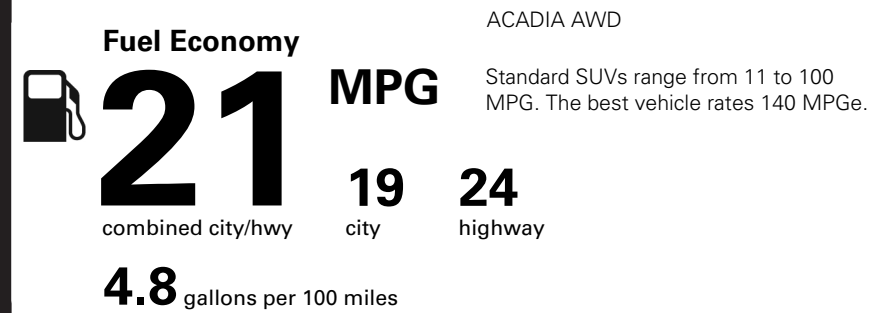 ACADIA AWD
Fuel Economy
21 MPG
Standard SUVs range from 11 to 100
MPG. The best vehicle rates 140 MPGe.
19 24
combined city/hwy city highway
4.8 gallons per 100 miles